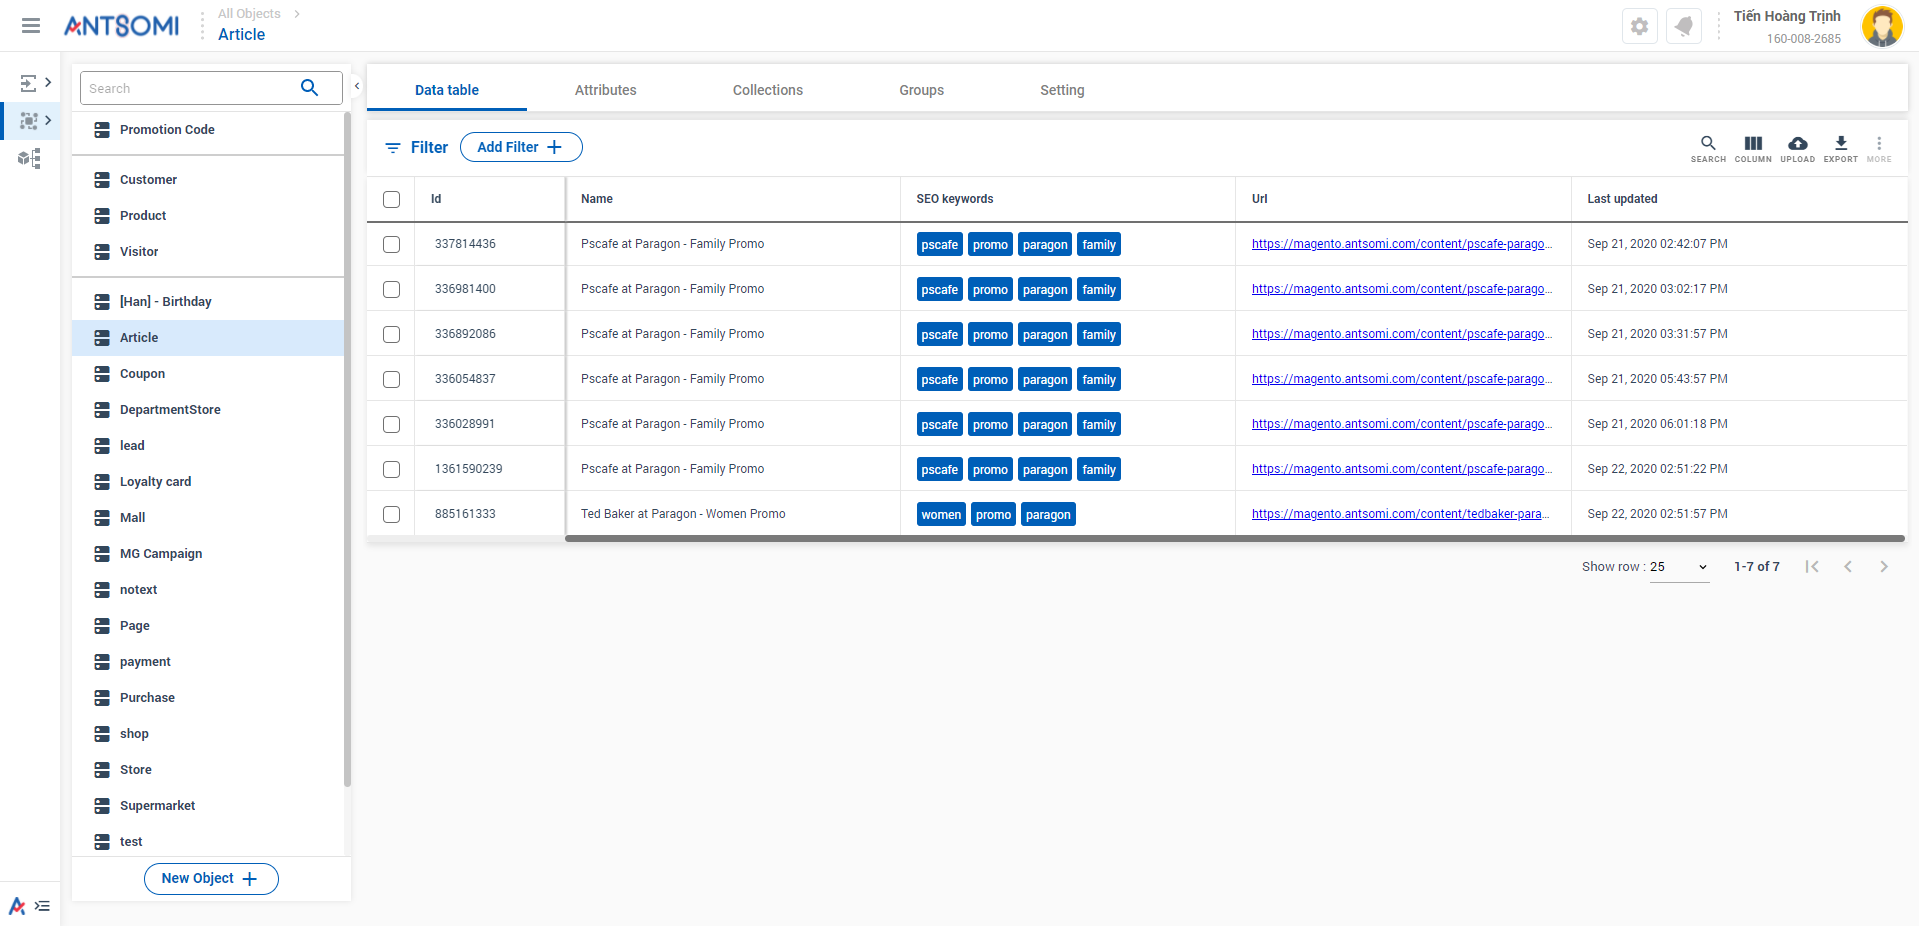 ANTSOMI
All Objects
Article
Tiến Hoàng Trịnh
160-008-2685
Search
Promotion Code
Customer
Product
Visitor
[Han] - Birthday
Article
Coupon
DepartmentStore
lead
Loyalty card
Mall
MG Campaign
notext
Page
payment
Purchase
shop
Store
Supermarket
test
New Object
Data table Attributes Collections Groups Setting
Filter Add Filter
SEARCH COLUMN UPLOAD EXPORT MORE
Id Name SEO keywords Url Last updated
337814436 Pscafe at Paragon - Family Promo pscafe promo paragon family https://magento.antsomi.com/content/pscafe-parago... Sep 21, 2020 02:42:07 PM
336981400 Pscafe at Paragon - Family Promo pscafe promo paragon family https://magento.antsomi.com/content/pscafe-parago... Sep 21, 2020 03:02:17 PM
336892086 Pscafe at Paragon - Family Promo pscafe promo paragon family https://magento.antsomi.com/content/pscafe-parago... Sep 21, 2020 03:31:57 PM
336054837 Pscafe at Paragon - Family Promo pscafe promo paragon family https://magento.antsomi.com/content/pscafe-parago... Sep 21, 2020 05:43:57 PM
336028991 Pscafe at Paragon - Family Promo pscafe promo paragon family https://magento.antsomi.com/content/pscafe-parago... Sep 21, 2020 06:01:18 PM
1361590239 Pscafe at Paragon - Family Promo pscafe promo paragon family https://magento.antsomi.com/content/pscafe-parago... Sep 22, 2020 02:51:22 PM
885161333 Ted Baker at Paragon - Women Promo women promo paragon https://magento.antsomi.com/content/tedbaker-para... Sep 22, 2020 02:51:57 PM
Show row : 25 1-7 of 7